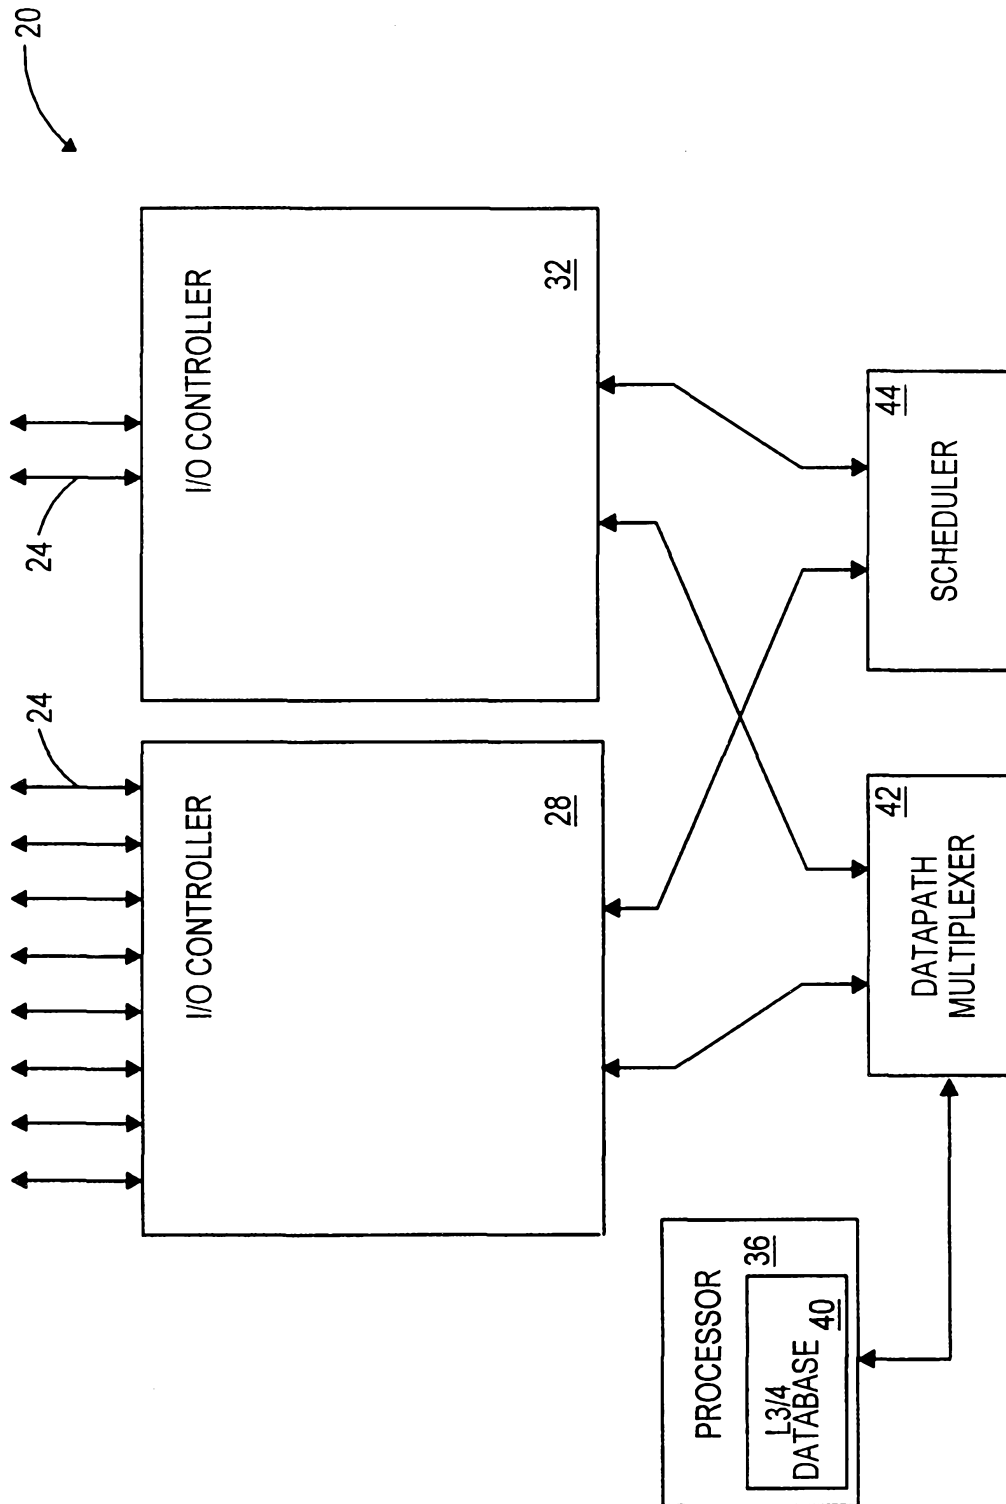 20
24
24
I/O CONTROLLER
28
I/O CONTROLLER
32
PROCESSOR
36
L3/4
DATABASE
40
DATAPATH
MULTIPLEXER
42
SCHEDULER
44